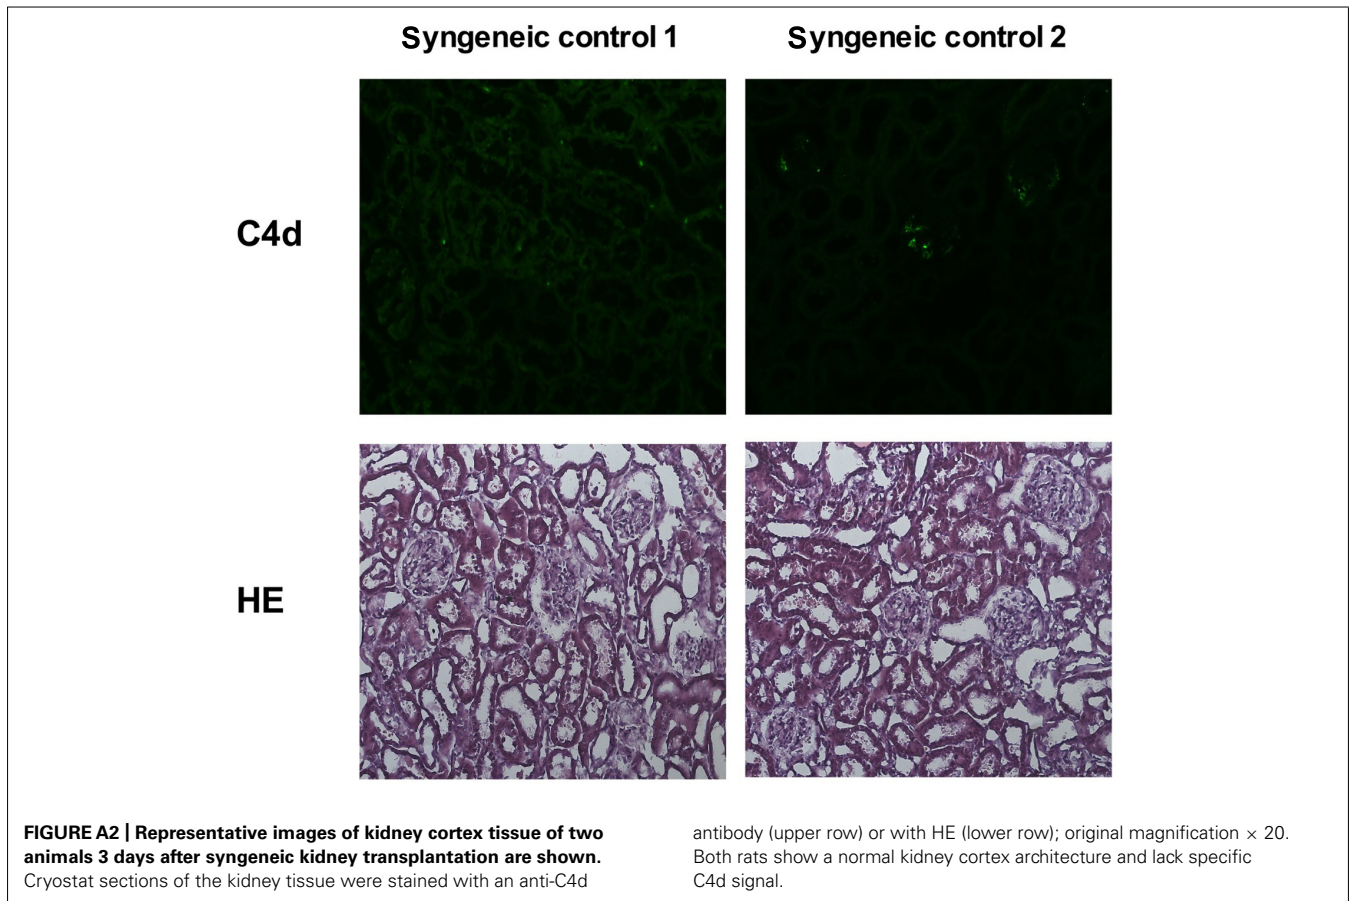 Syngeneic control 1
Syngeneic control 2
C4d
HE
FIGURE A2 | Representative images of kidney cortex tissue of two
animals 3 days after syngeneic kidney transplantation are shown.
Cryostat sections of the kidney tissue were stained with an anti-C4d
antibody (upper row) or with HE (lower row); original magnification × 20.
Both rats show a normal kidney cortex architecture and lack specific
C4d signal.